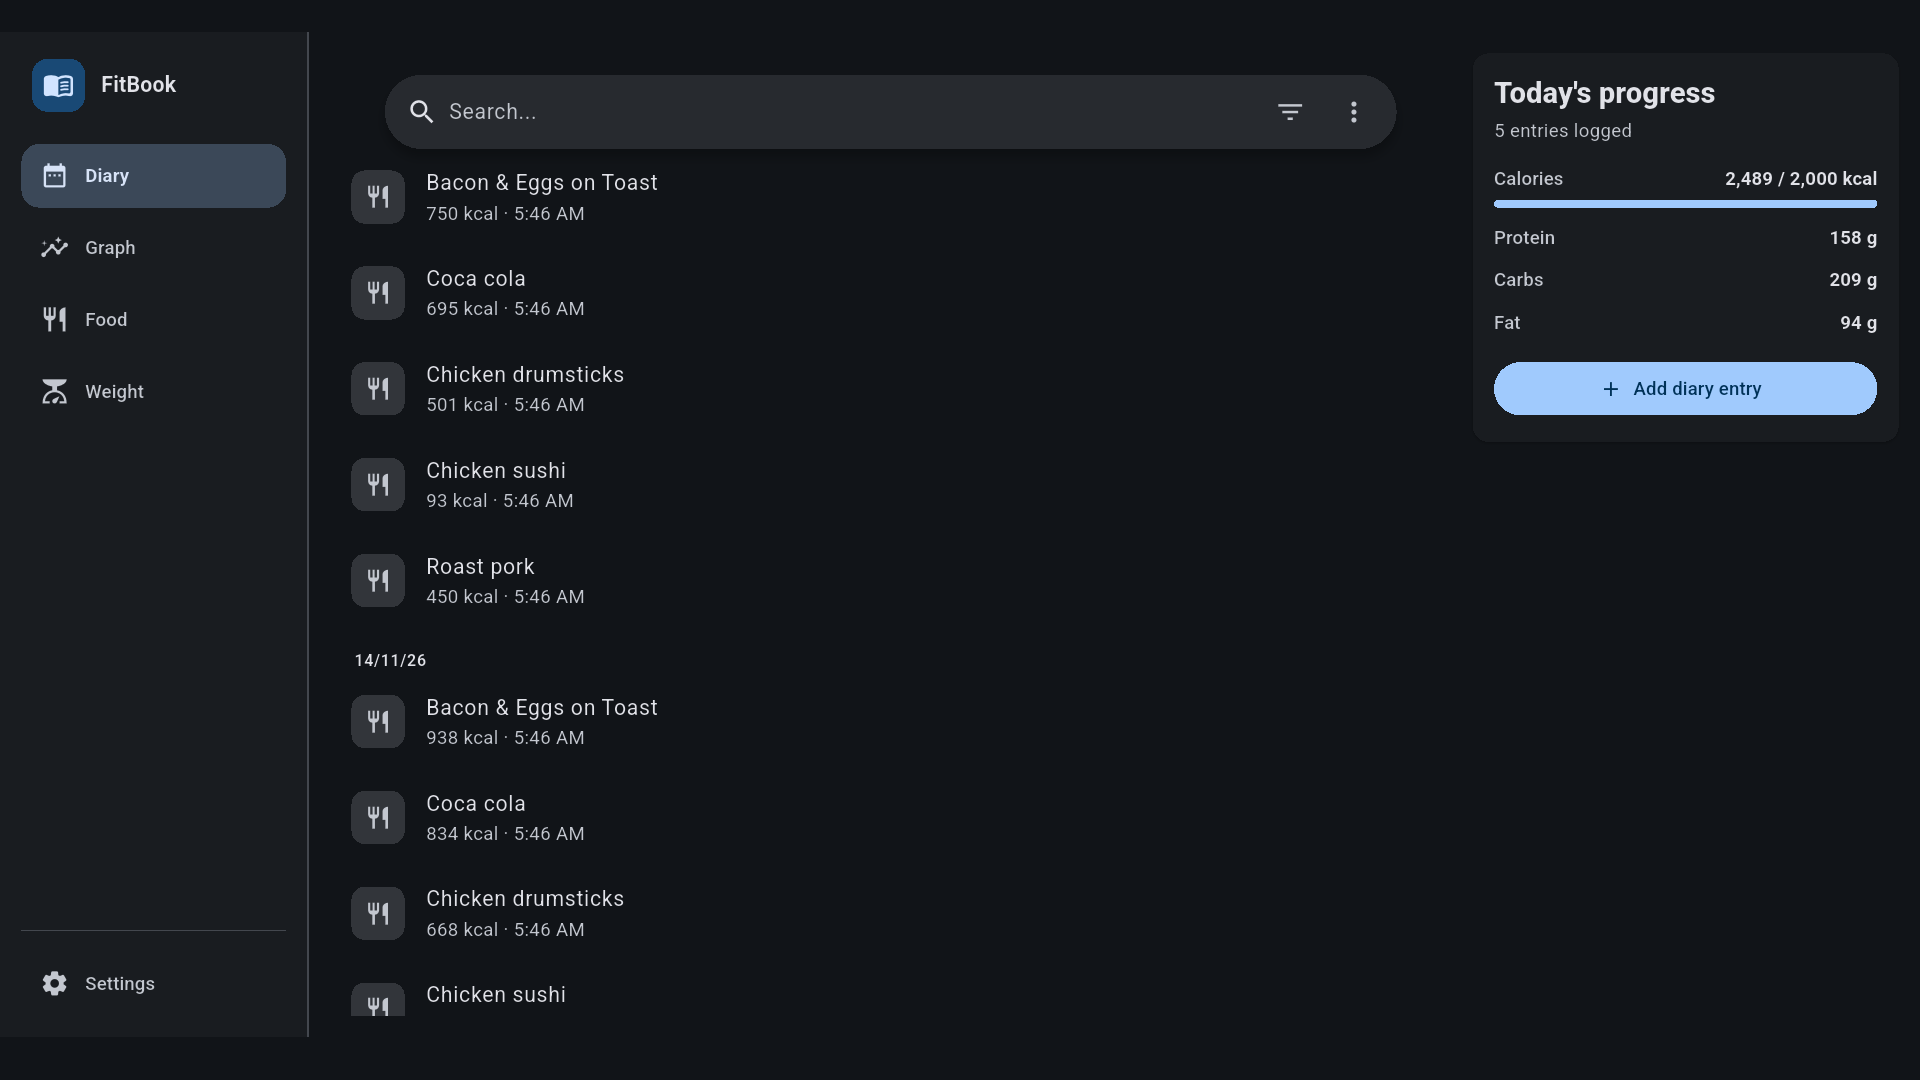 FitBook
Diary
Graph
Food
Weight
Settings
Search...
Bacon & Eggs on Toast
750 kcal · 5:46 AM
Coca cola
695 kcal · 5:46 AM
Chicken drumsticks
501 kcal · 5:46 AM
Chicken sushi
93 kcal · 5:46 AM
Roast pork
450 kcal · 5:46 AM
14/11/26
Bacon & Eggs on Toast
938 kcal · 5:46 AM
Coca cola
834 kcal · 5:46 AM
Chicken drumsticks
668 kcal · 5:46 AM
Chicken sushi
Today's progress
5 entries logged
Calories 2,489 / 2,000 kcal
Protein 158 g
Carbs 209 g
Fat 94 g
Add diary entry